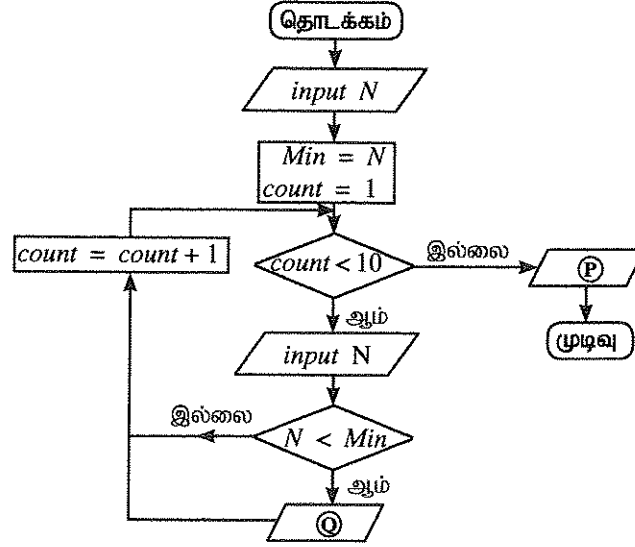 தொடக்கம்
input N
Min = N
count = 1
count = count + 1
count < 10
இல்லை
P
ஆம்
முடிவு
input N
இல்லை
N < Min
ஆம்
Q